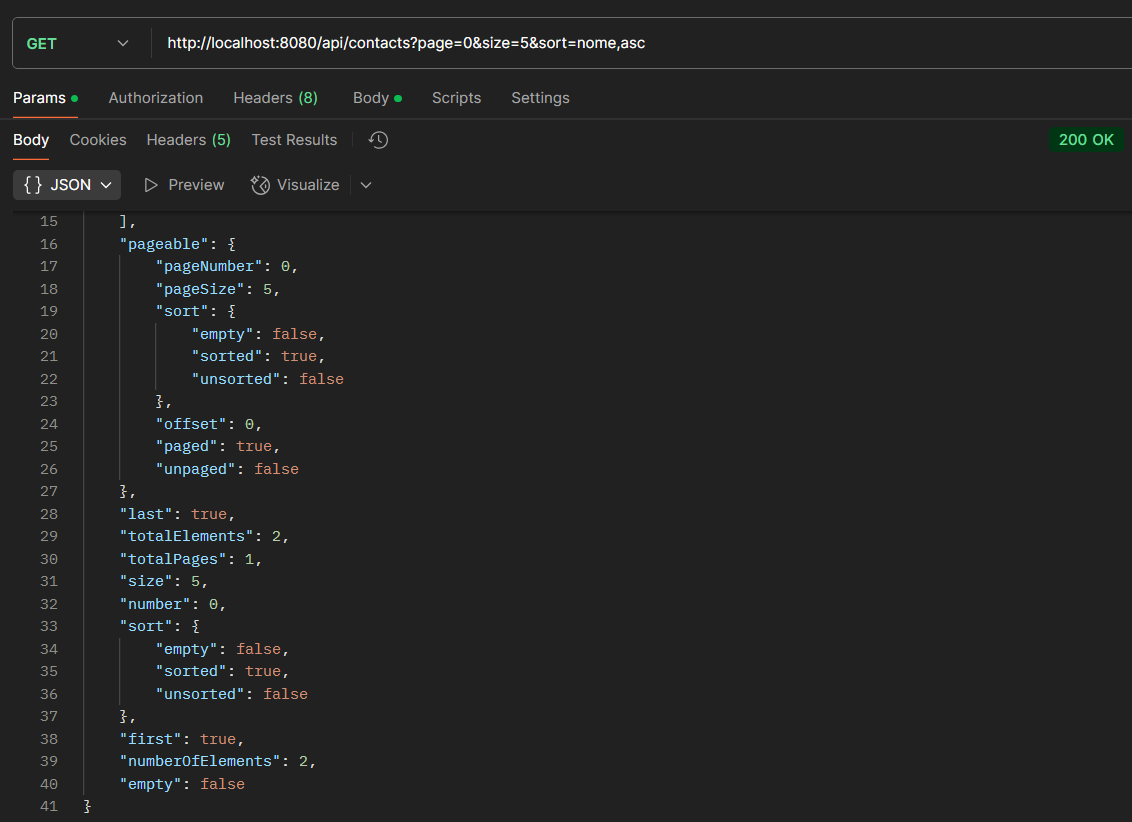 GET http://localhost:8080/api/contacts?page=0&size=5&sort=nome,asc
Params Authorization Headers (8) Body Scripts Settings
Body Cookies Headers (5) Test Results 200 OK
{} JSON Preview Visualize
15 ],
16 "pageable": {
17 "pageNumber": 0,
18 "pageSize": 5,
19 "sort": {
20 "empty": false,
21 "sorted": true,
22 "unsorted": false
23 },
24 "offset": 0,
25 "paged": true,
26 "unpaged": false
27 },
28 "last": true,
29 "totalElements": 2,
30 "totalPages": 1,
31 "size": 5,
32 "number": 0,
33 "sort": {
34 "empty": false,
35 "sorted": true,
36 "unsorted": false
37 },
38 "first": true,
39 "numberOfElements": 2,
40 "empty": false
41 }